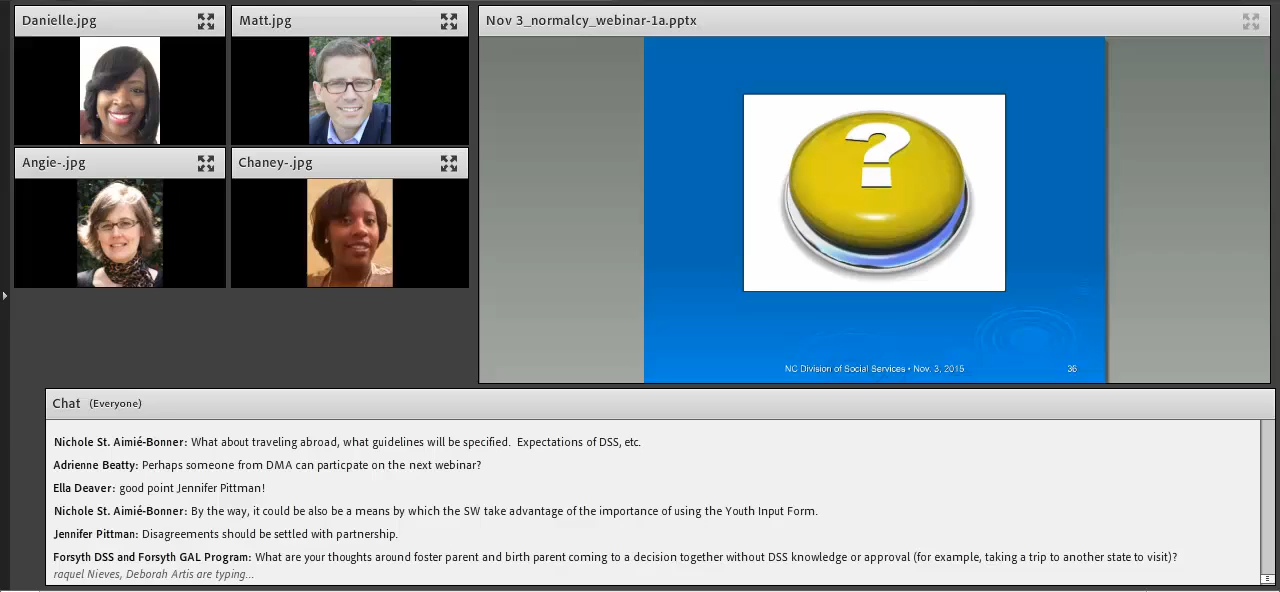 Danielle.jpg
Matt.jpg
Nov 3_normalcy_webinar-1a.pptx
Angie-.jpg
Chaney-.jpg
?
NC Division of Social Services • Nov. 3, 2015
36
Chat (Everyone)
Nichole St. Aimié-Bonner: What about traveling abroad, what guidelines will be specified.  Expectations of DSS, etc.
Adrienne Beatty: Perhaps someone from DMA can particpate on the next webinar?
Ella Deaver: good point Jennifer Pittman!
Nichole St. Aimié-Bonner: By the way, it could be also be a means by which the SW take advantage of the importance of using the Youth Input Form.
Jennifer Pittman: Disagreements should be settled with partnership.
Forsyth DSS and Forsyth GAL Program: What are your thoughts around foster parent and birth parent coming to a decision together without DSS knowledge or approval (for example, taking a trip to another state to visit)?
raquel Nieves, Deborah Artis are typing...